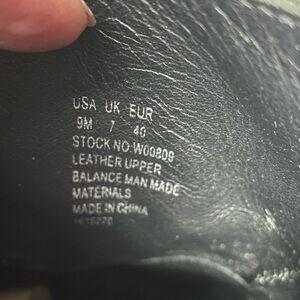 USA UK EUR
9M 7 40
STOCK NO:W00809
LEATHER UPPER
BALANCE MAN MADE
MATERIALS
MADE IN CHINA